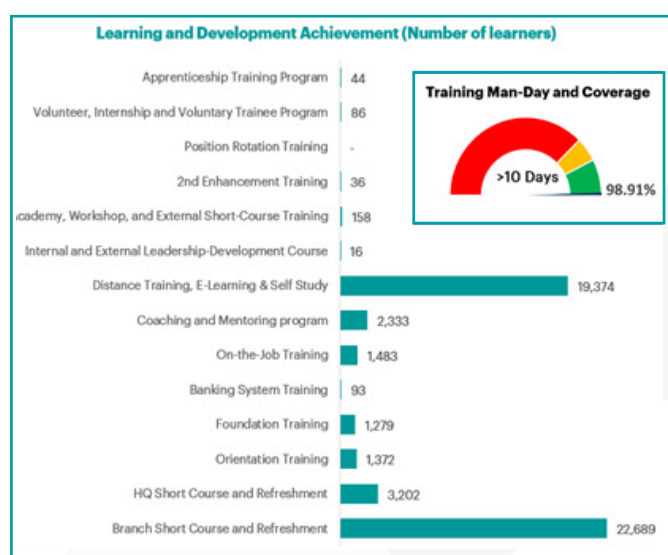 Learning and Development Achievement (Number of learners)
Apprenticeship Training Program 44
Volunteer, Internship and Voluntary Trainee Program 86
Position Rotation Training -
2nd Enhancement Training 36
cademy, Workshop, and External Short-Course Training 158
Internal and External Leadership-Development Course 16
Distance Training, E-Learning & Self Study 19,374
Coaching and Mentoring program 2,333
On-the-Job Training 1,483
Banking System Training 93
Foundation Training 1,279
Orientation Training 1,372
HQ Short Course and Refreshment 3,202
Branch Short Course and Refreshment 22,689
Training Man-Day and Coverage
>10 Days
98.91%